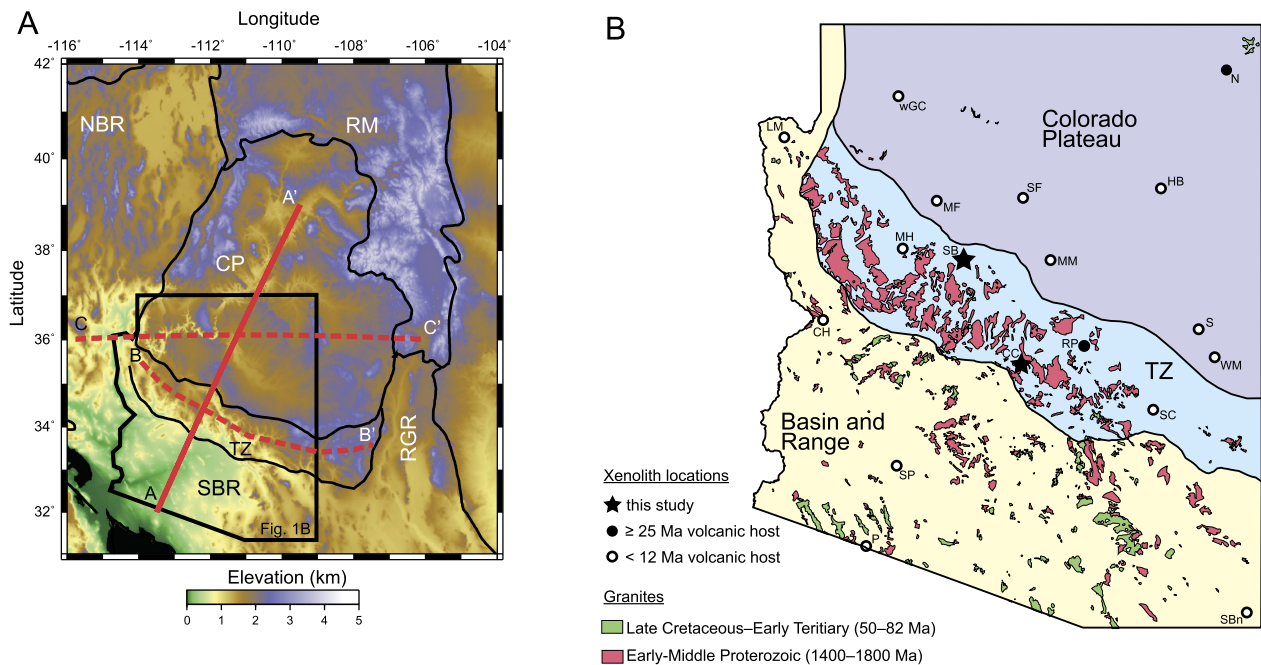 A
Longitude
-116˚ -114˚ -112˚ -110˚ -108˚ -106˚ -104˚
42˚
40˚
38˚
36˚
34˚
32˚
Latitude
NBR
RM
A'
CP
C
C'
B
B'
TZ
RGR
SBR
A
Fig. 1B
Elevation (km)
0 1 2 3 4 5
B
N
wGC
Colorado
Plateau
LM
HB
SF
MF
MH
SB
MM
CH
S
RP
WM
CC
TZ
SC
Basin and
Range
SP
P
SBn
Xenolith locations
this study
≥ 25 Ma volcanic host
< 12 Ma volcanic host
Granites
Late Cretaceous–Early Teritiary (50–82 Ma)
Early-Middle Proterozoic (1400–1800 Ma)